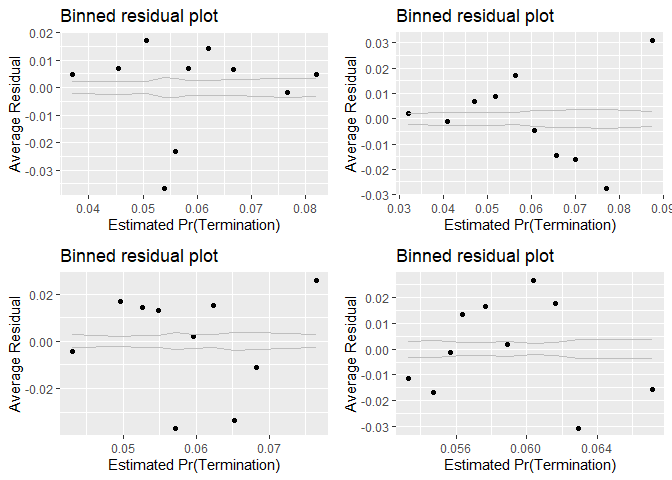 Binned residual plot
Average Residual
0.02
0.01
0.00
-0.01
-0.02
-0.03
0.04 0.05 0.06 0.07 0.08
Estimated Pr(Termination)
Binned residual plot
Average Residual
0.03
0.02
0.01
0.00
-0.01
-0.02
-0.03
0.03 0.04 0.05 0.06 0.07 0.08 0.09
Estimated Pr(Termination)
Binned residual plot
Average Residual
0.02
0.00
-0.02
0.05 0.06 0.07
Estimated Pr(Termination)
Binned residual plot
Average Residual
0.02
0.01
0.00
-0.01
-0.02
-0.03
0.056 0.060 0.064
Estimated Pr(Termination)